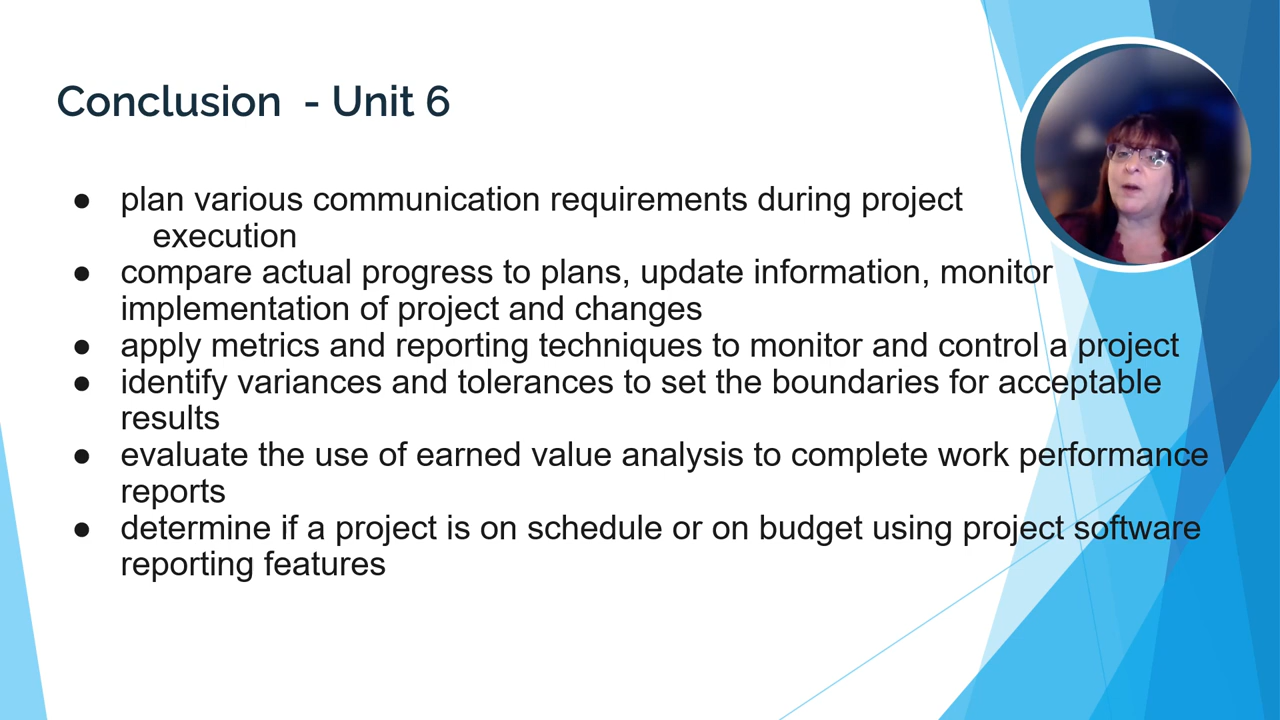 Conclusion - Unit 6
● plan various communication requirements during project
execution
● compare actual progress to plans, update information, monitor
implementation of project and changes
● apply metrics and reporting techniques to monitor and control a project
● identify variances and tolerances to set the boundaries for acceptable
results
● evaluate the use of earned value analysis to complete work performance
reports
● determine if a project is on schedule or on budget using project software
reporting features